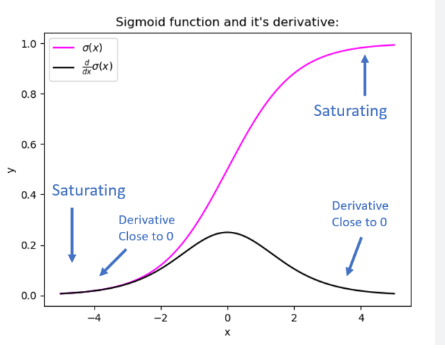 Sigmoid function and it's derivative:
σ(x)
d/dx σ(x)
1.0
0.8
0.6
0.4
0.2
0.0
y
Saturating
Saturating
Derivative
Close to 0
Derivative
Close to 0
−4
−2
0
2
4
x